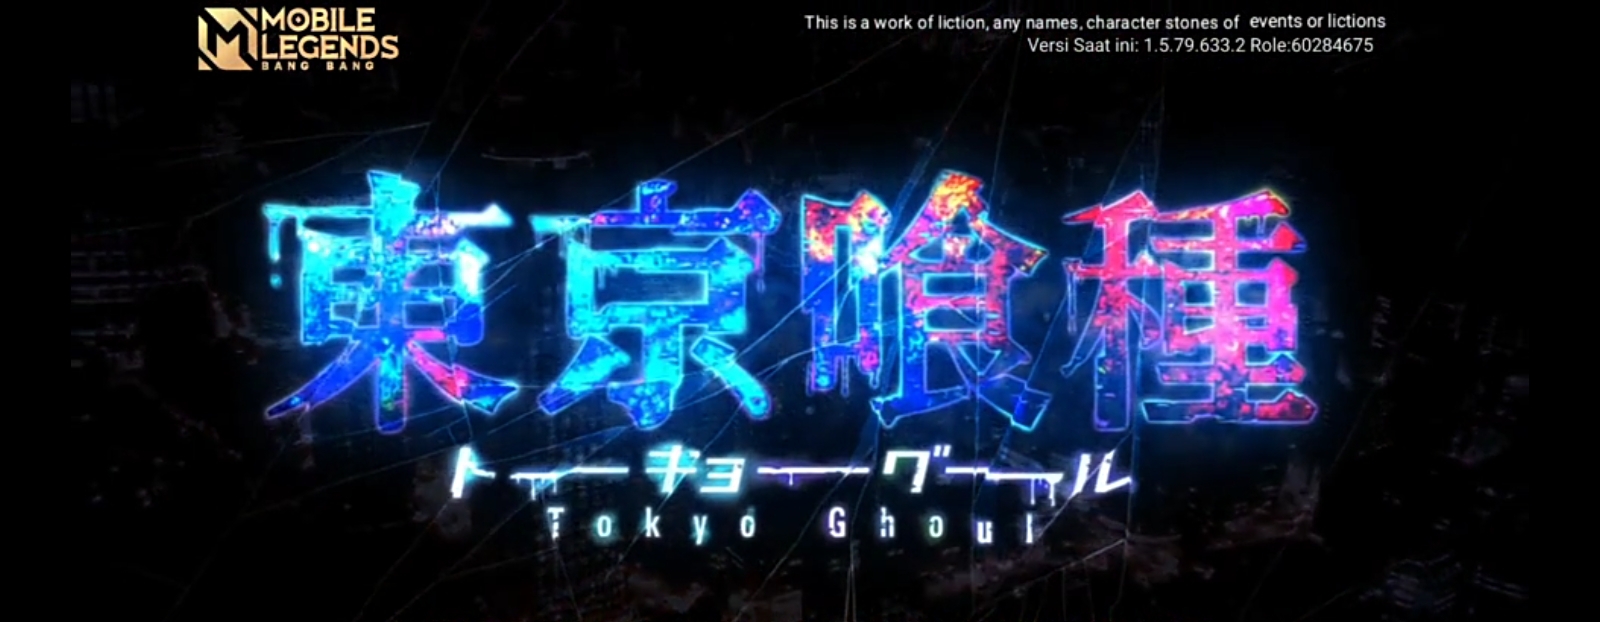 MOBILE
LEGENDS
BANG BANG
This is a work of liction, any names, character stones of events or lictions
Versi Saat ini: 1.5.79.633.2 Role:60284675
東京喰種
トーキョーグール
Tokyo Ghoul